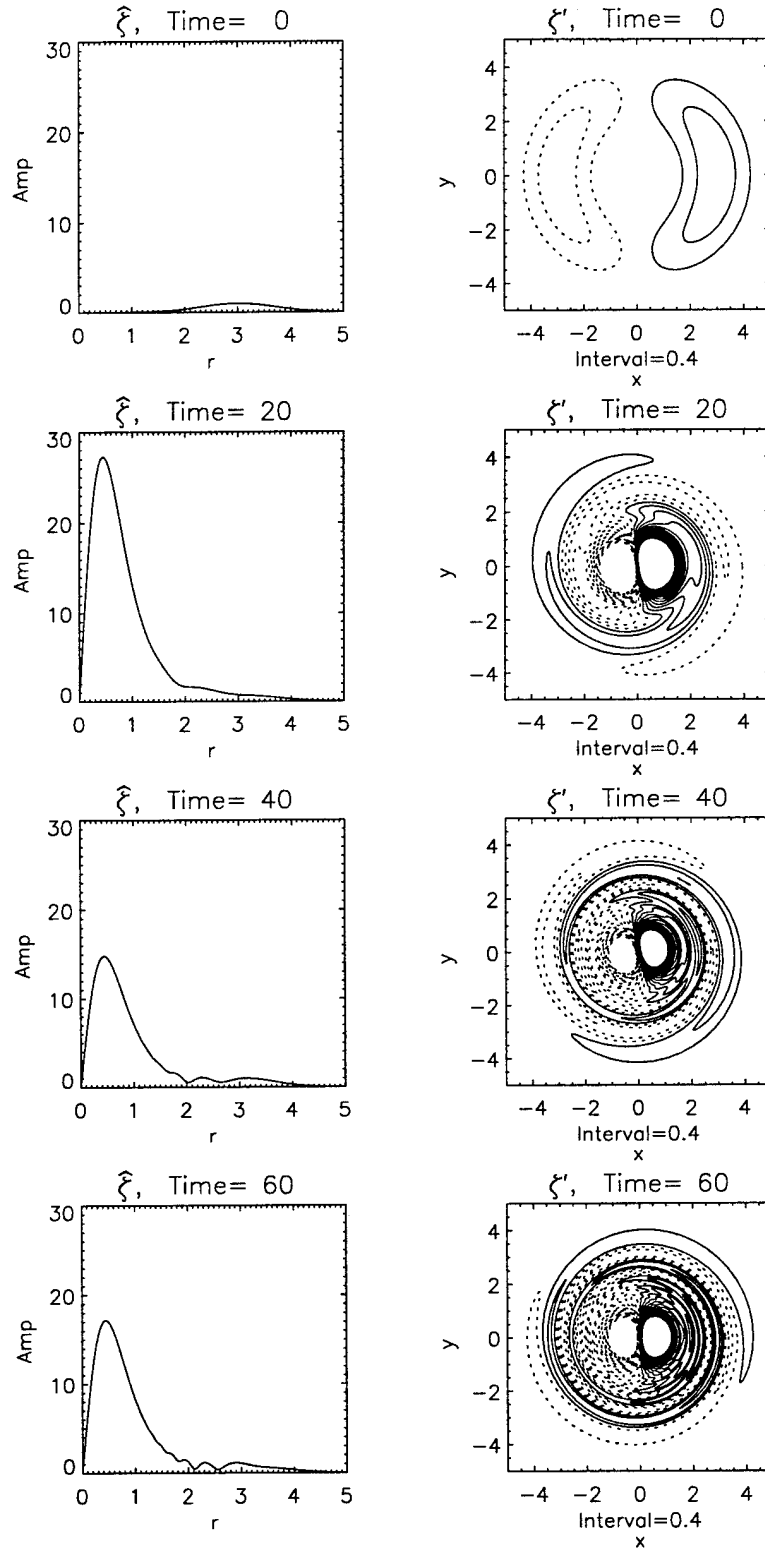 ζ̂, Time= 0
30
20
10
0
Amp
0 1 2 3 4 5
r
ζ′, Time= 0
4
2
0
−2
−4
y
−4 −2 0 2 4
Interval=0.4
x
ζ̂, Time= 20
30
20
10
0
Amp
0 1 2 3 4 5
r
ζ′, Time= 20
4
2
0
−2
−4
y
−4 −2 0 2 4
Interval=0.4
x
ζ̂, Time= 40
30
20
10
0
Amp
0 1 2 3 4 5
r
ζ′, Time= 40
4
2
0
−2
−4
y
−4 −2 0 2 4
Interval=0.4
x
ζ̂, Time= 60
30
20
10
0
Amp
0 1 2 3 4 5
r
ζ′, Time= 60
4
2
0
−2
−4
y
−4 −2 0 2 4
Interval=0.4
x